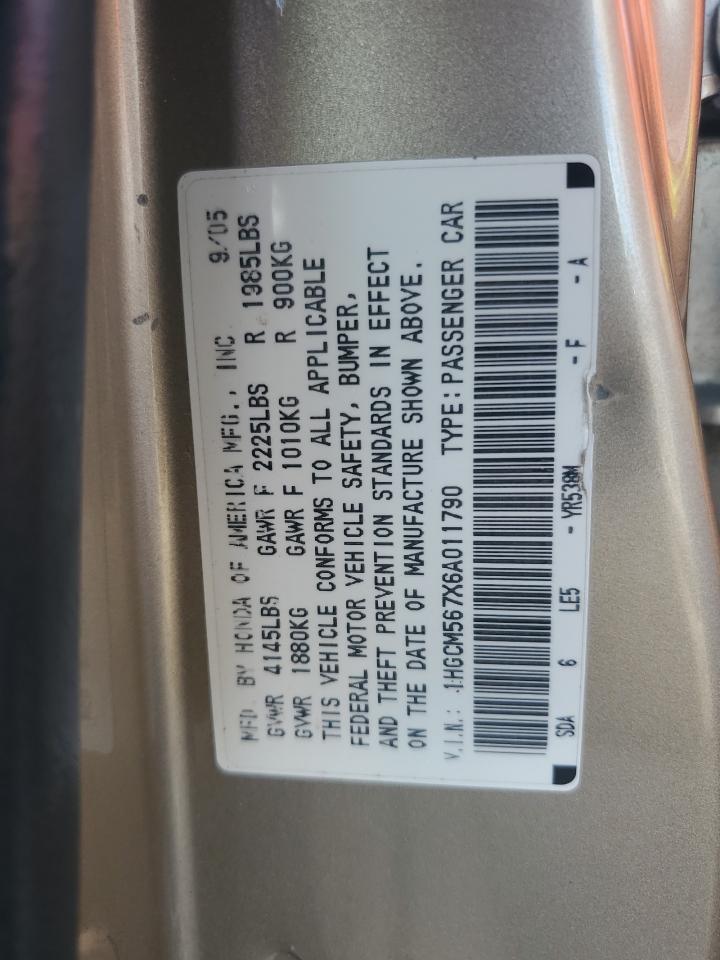 MFD. BY HONDA OF AMERICA MFG., INC. 9/05
GVWR 4145LBS GAWR F 2225LBS R 1985LBS
GVWR 1880KG GAWR F 1010KG R 900KG
THIS VEHICLE CONFORMS TO ALL APPLICABLE
FEDERAL MOTOR VEHICLE SAFETY, BUMPER,
AND THEFT PREVENTION STANDARDS IN EFFECT
ON THE DATE OF MANUFACTURE SHOWN ABOVE.
V.I.N.: 1HGCM567X6A011790 TYPE:PASSENGER CAR
SDA 6 LE5 - YR538M - F - A